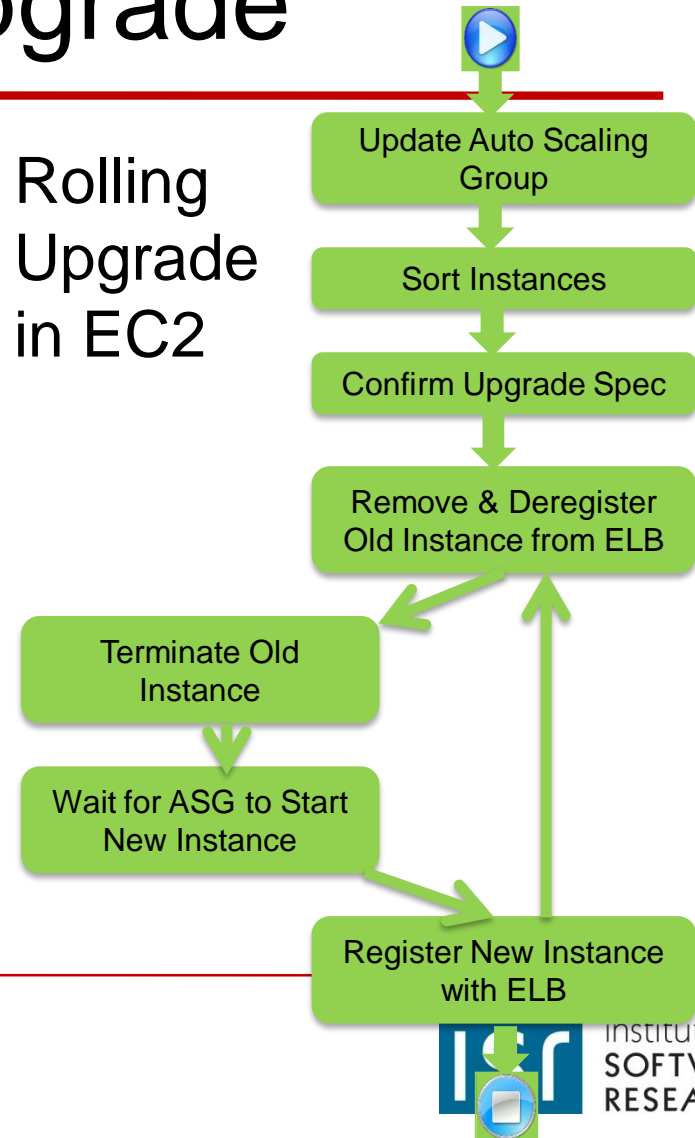 Upgrade
Rolling
Upgrade
in EC2
Update Auto Scaling
Group
Sort Instances
Confirm Upgrade Spec
Remove & Deregister
Old Instance from ELB
Terminate Old
Instance
Wait for ASG to Start
New Instance
Register New Instance
with ELB